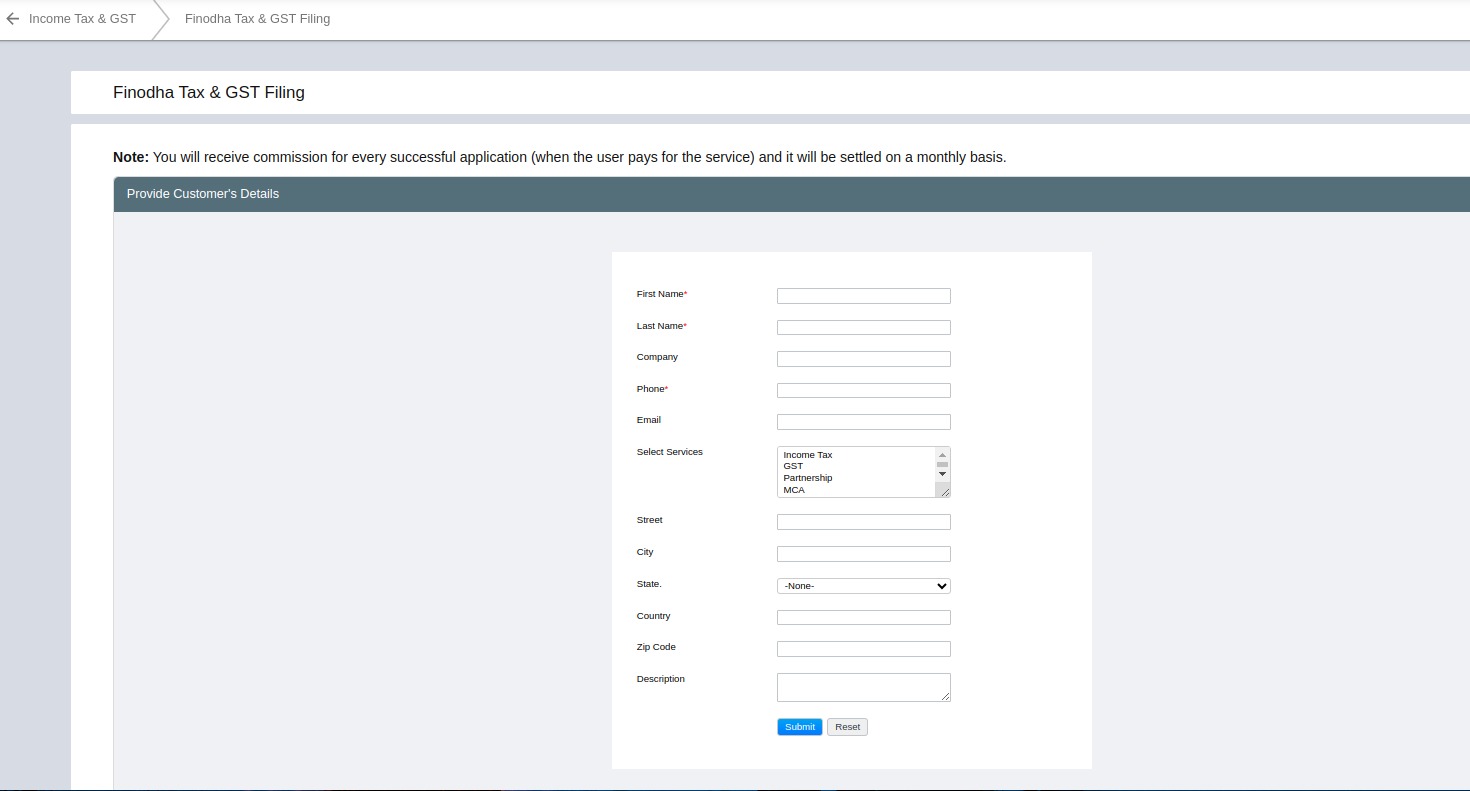 Income Tax & GST
Finodha Tax & GST Filing
Finodha Tax & GST Filing
Note: You will receive commission for every successful application (when the user pays for the service) and it will be settled on a monthly basis.
Provide Customer's Details
First Name*
Last Name*
Company
Phone*
Email
Select Services
Income Tax
GST
Partnership
MCA
Street
City
State.
-None-
Country
Zip Code
Description
Submit
Reset